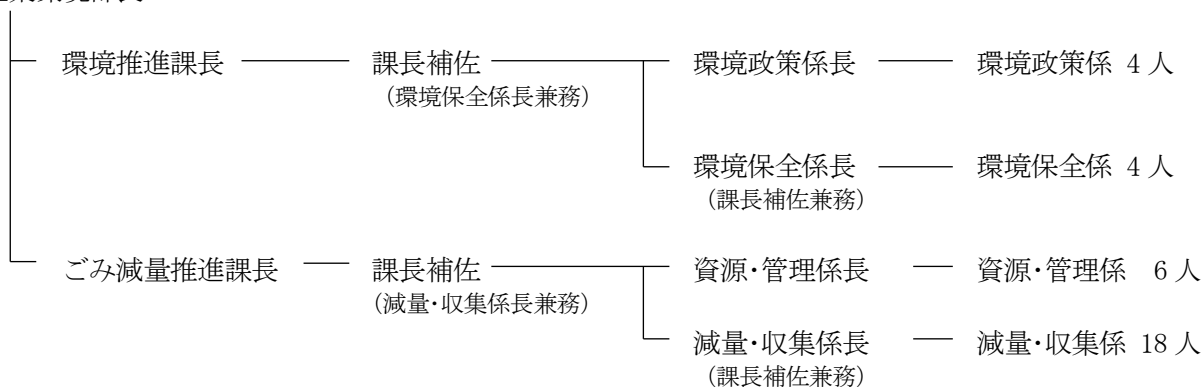 環境推進課長 課長補佐 環境政策係長 環境政策係 4人
(環境保全係長兼務)
環境保全係長 環境保全係 4人
(課長補佐兼務)
ごみ減量推進課長 課長補佐 資源・管理係長 資源・管理係 6人
(減量・収集係長兼務)
減量・収集係長 減量・収集係 18人
(課長補佐兼務)